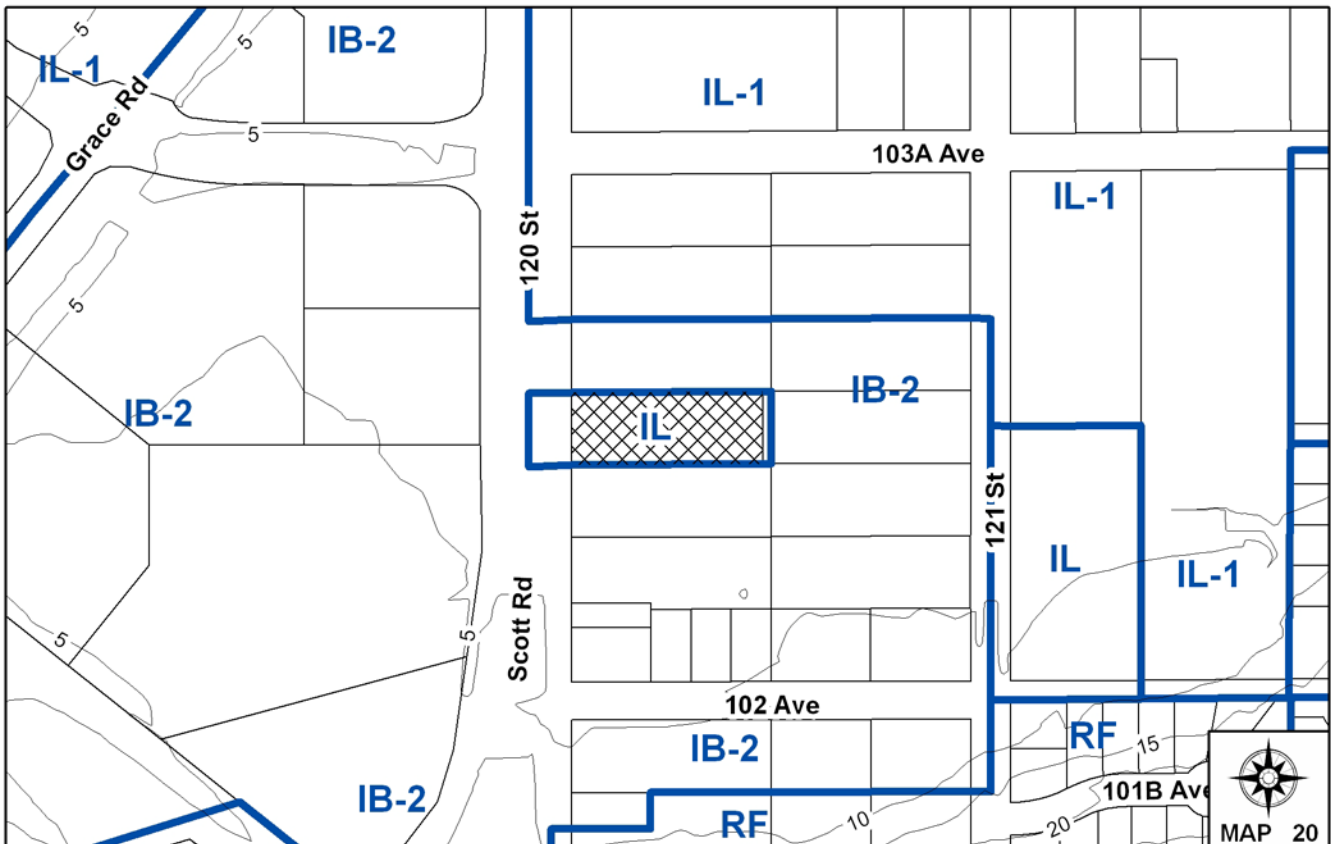 5
5
IB-2
IL-1
IL-1
Grace Rd
5
103A Ave
IL-1
120 St
5
IB-2
IB-2
IL
121 St
IL
IL-1
Scott Rd
5
5
102 Ave
IB-2
RF
15
101B Ave
IB-2
RF
10
20
MAP 20